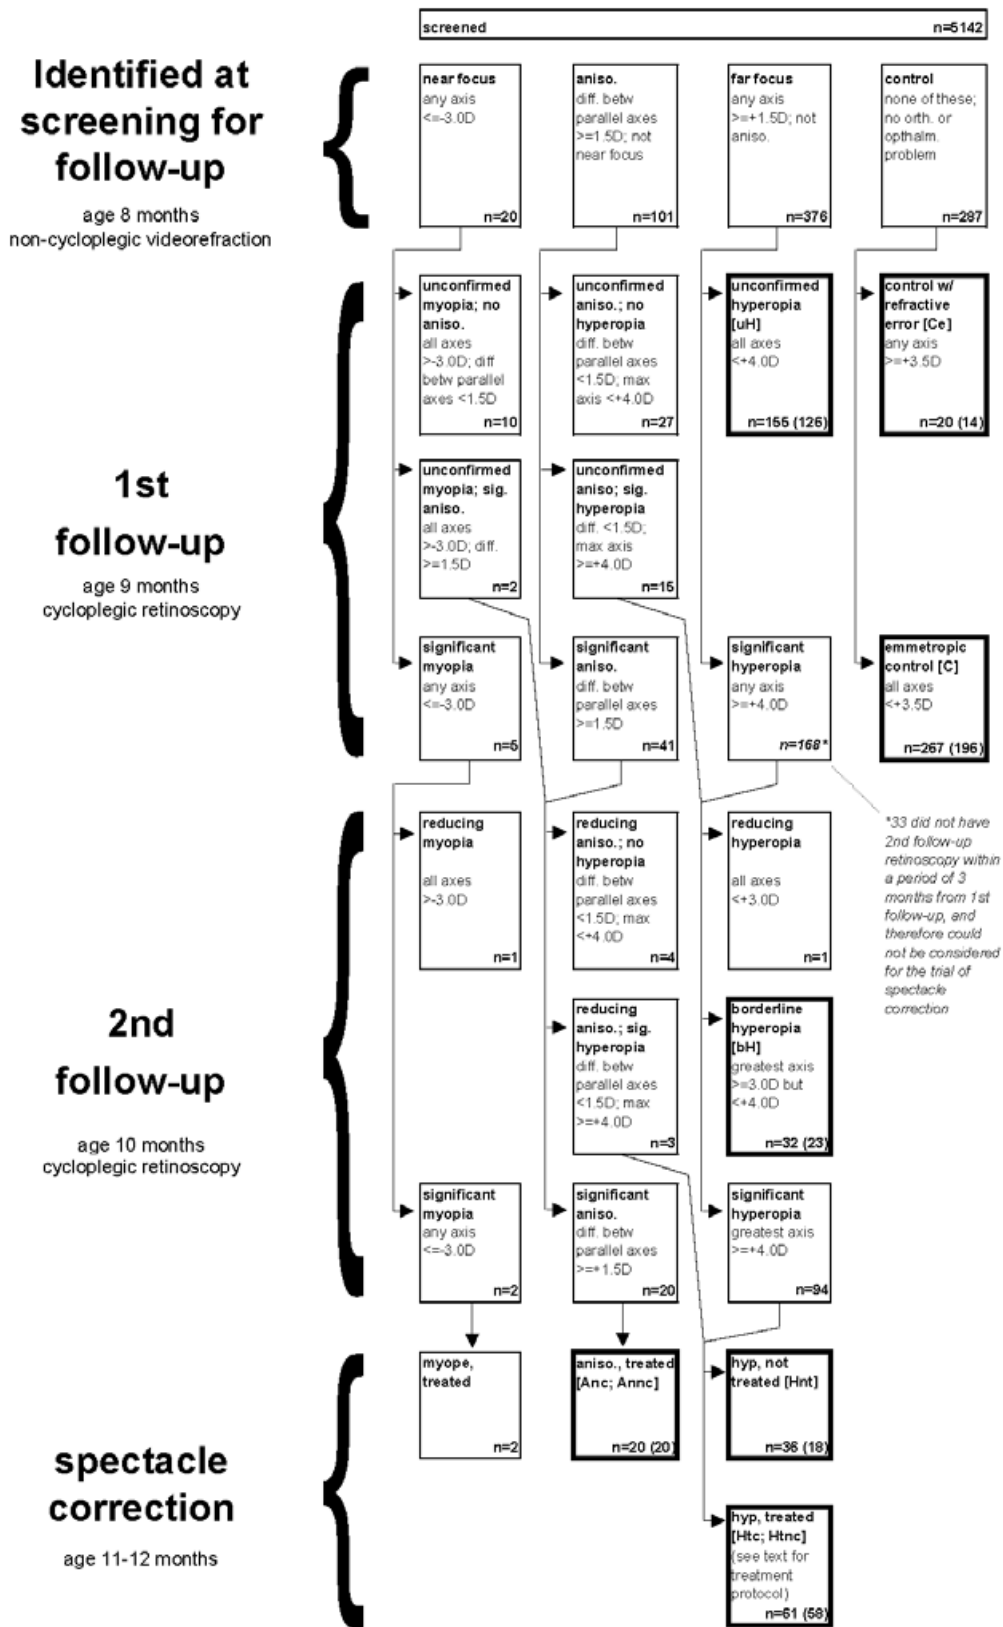 screened n=5142
Identified at
screening for
follow-up
age 8 months
non-cycloplegic videorefraction
near focus
any axis
<=-3.0D
n=20
aniso.
diff. betw
parallel axes
>=1.5D; not
near focus
n=101
far focus
any axis
>=+1.5D; not
aniso.
n=376
control
none of these;
no orth. or
opthalm.
problem
n=287
1st
follow-up
age 9 months
cycloplegic retinoscopy
unconfirmed
myopia; no
aniso.
all axes
>-3.0D; diff
betw parallel
axes <1.5D
n=10
unconfirmed
aniso.; no
hyperopia
diff. betw
parallel axes
<1.5D; max
axis <+4.0D
n=27
unconfirmed
hyperopia
[uH]
all axes
<+4.0D
n=155 (126)
control w/
refractive
error [Ce]
any axis
>=+3.5D
n=20 (14)
unconfirmed
myopia; sig.
aniso.
all axes
>-3.0D; diff.
>=1.5D
n=2
unconfirmed
aniso; sig.
hyperopia
diff. <1.5D;
max axis
>=+4.0D
n=15
significant
myopia
any axis
<=-3.0D
n=5
significant
aniso.
diff. betw
parallel axes
>=1.5D
n=41
significant
hyperopia
any axis
>=+4.0D
n=168*
emmetropic
control [C]
all axes
<+3.5D
n=267 (196)
*33 did not have
2nd follow-up
retinoscopy within
a period of 3
months from 1st
follow-up, and
therefore could
not be considered
for the trial of
spectacle
correction
2nd
follow-up
age 10 months
cycloplegic retinoscopy
reducing
myopia
all axes
>-3.0D
n=1
reducing
aniso.; no
hyperopia
diff. betw
parallel axes
<1.5D; max
<+4.0D
n=4
reducing
hyperopia
all axes
<+3.0D
n=1
reducing
aniso.; sig.
hyperopia
diff. betw
parallel axes
<1.5D; max
>=+4.0D
n=3
borderline
hyperopia
[bH]
greatest axis
>=3.0D but
<+4.0D
n=32 (23)
significant
myopia
any axis
<=-3.0D
n=2
significant
aniso.
diff. betw
parallel axes
>=+1.5D
n=20
significant
hyperopia
greatest axis
>=+4.0D
n=94
spectacle
correction
age 11-12 months
myope,
treated
n=2
aniso., treated
[Anc; Annc]
n=20 (20)
hyp, not
treated [Hnt]
n=36 (18)
hyp, treated
[Htc; Htnc]
(see text for
treatment
protocol)
n=61 (58)